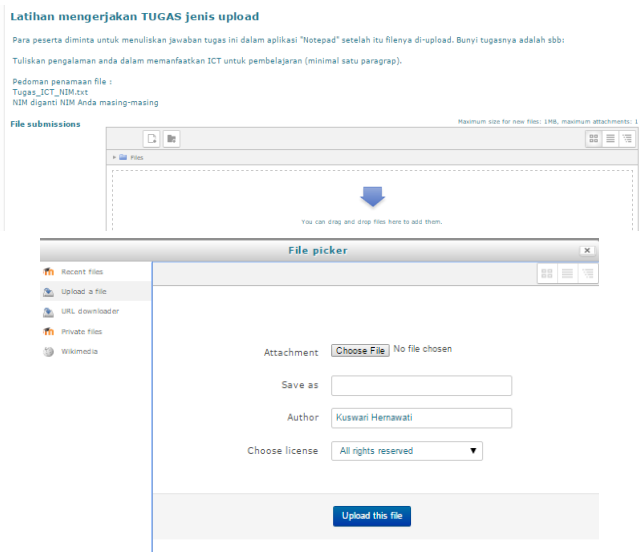 Latihan mengerjakan TUGAS jenis upload
Para peserta diminta untuk menuliskan jawaban tugas ini dalam aplikasi "Notepad" setelah itu filenya di-upload. Bunyi tugasnya adalah sbb:
Tuliskan pengalaman anda dalam memanfaatkan ICT untuk pembelajaran (minimal satu paragrap).
Pedoman penamaan file :
Tugas_ICT_NIM.txt
NIM diganti NIM Anda masing-masing
File submissions
Maximum size for new files: 1MB, maximum attachments: 1
Files
You can drag and drop files here to add them.
File picker
Recent files
Upload a file
URL downloader
Private files
Wikimedia
Attachment Choose File No file chosen
Save as
Author Kuswari Hernawati
Choose license All rights reserved
Upload this file